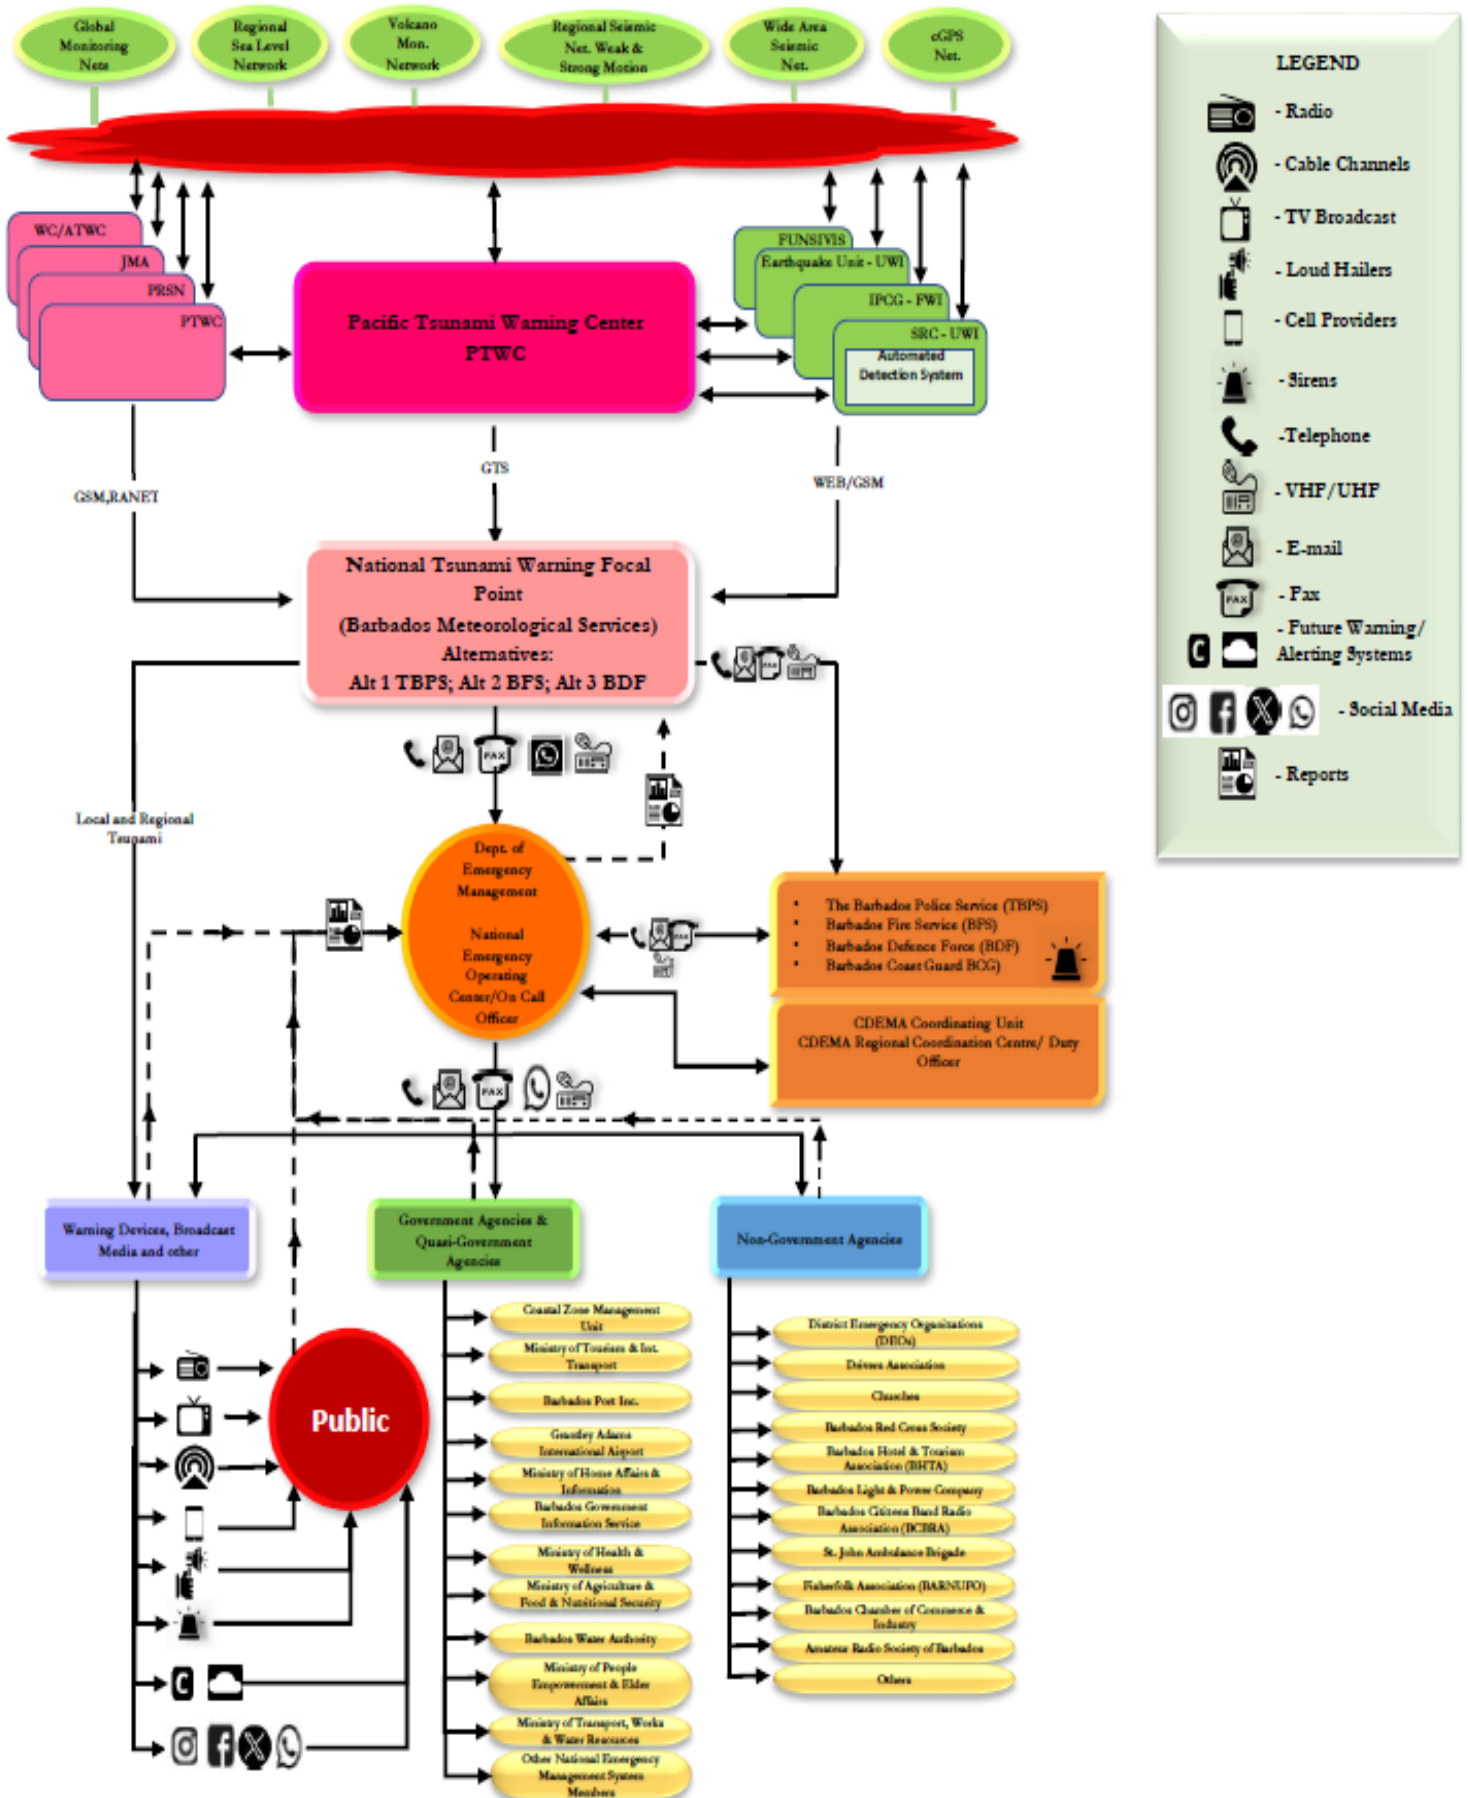 Global
Monitoring
Nets
Regional
Sea Level
Network
Volcano
Mon.
Network
Regional Seismic
Net. Weak &
Strong Motion
Wide Area
Seismic
Net.
cGPS
Net.
WC/ATWC
JMA
PRSN
PTWC
Pacific Tsunami Warning Center
PTWC
FUNSIVIS
Earthquake Unit - UWI
IPCG - FWI
SRC - UWI
Automated
Detection System
GSM,RANET
GTS
WEB/GSM
National Tsunami Warning Focal
Point
(Barbados Meteorological Services)
Alternatives:
Alt 1 TBPS; Alt 2 BFS; Alt 3 BDF
FAX
FAX
Local and Regional
Tsunami
Dept. of
Emergency
Management
National
Emergency
Operating
Center/On Call
Officer
FAX
• The Barbados Police Service (TBPS)
• Barbados Fire Service (BFS)
• Barbados Defence Force (BDF)
• Barbados Coast Guard BCG)
CDEMA Coordinating Unit
CDEMA Regional Coordination Centre/ Duty
Officer
FAX
Warning Devices, Broadcast
Media and other
Government Agencies &
Quasi-Government
Agencies
Non-Government Agencies
Public
C
Coastal Zone Management
Unit
Ministry of Tourism & Int.
Transport
Barbados Port Inc.
Grantley Adams
International Airport
Ministry of Home Affairs &
Information
Barbados Government
Information Service
Ministry of Health &
Wellness
Ministry of Agriculture &
Food & Nutritional Security
Barbados Water Authority
Ministry of People
Empowerment & Elder
Affairs
Ministry of Transport, Works
& Water Resources
Other National Emergency
Management System
Members
District Emergency Organizations
(DEOs)
Drivers Association
Churches
Barbados Red Cross Society
Barbados Hotel & Tourism
Association (BHTA)
Barbados Light & Power Company
Barbados Citizens Band Radio
Association (BCBRA)
St. John Ambulance Brigade
Fisherfolk Association (BARNUFO)
Barbados Chamber of Commerce &
Industry
Amateur Radio Society of Barbados
Others
LEGEND
- Radio
- Cable Channels
- TV Broadcast
- Loud Hailers
- Cell Providers
- Sirens
-Telephone
- VHF/UHF
- E-mail
FAX - Fax
C - Future Warning/
Alerting Systems
- Social Media
- Reports